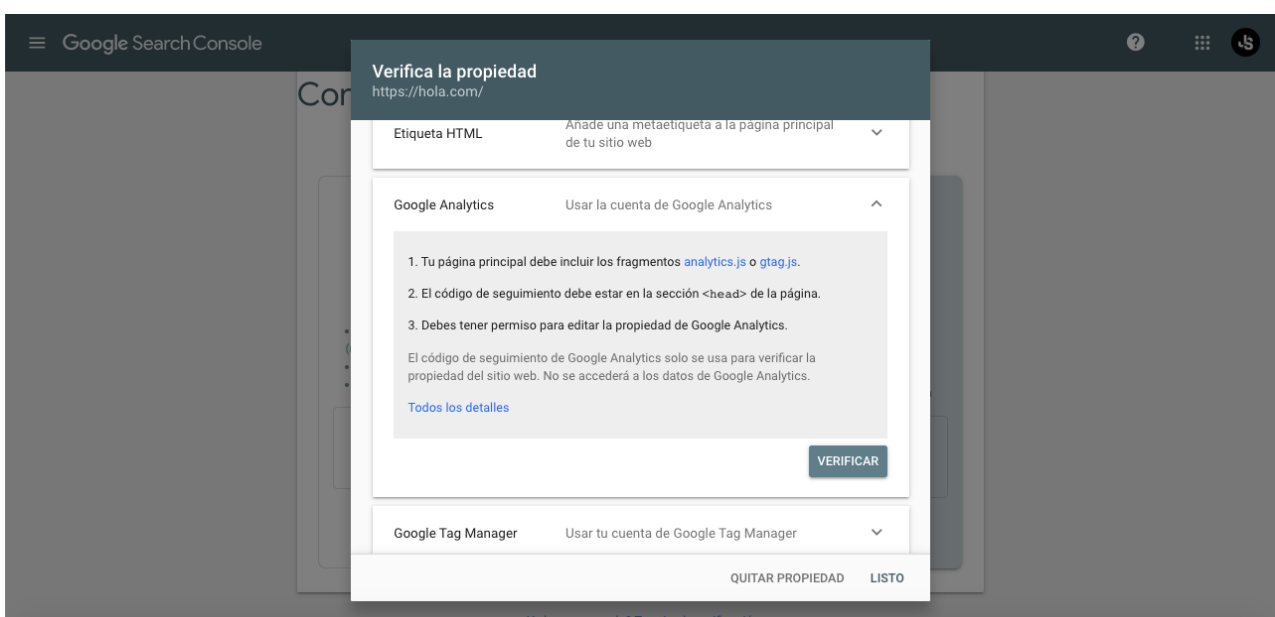 Google Search Console
JS
Cor
Verifica la propiedad
https://hola.com/
Etiqueta HTML
Añade una metaetiqueta a la página principal
de tu sitio web
Google Analytics
Usar la cuenta de Google Analytics
1. Tu página principal debe incluir los fragmentos analytics.js o gtag.js.
2. El código de seguimiento debe estar en la sección <head> de la página.
3. Debes tener permiso para editar la propiedad de Google Analytics.
El código de seguimiento de Google Analytics solo se usa para verificar la
propiedad del sitio web. No se accederá a los datos de Google Analytics.
Todos los detalles
VERIFICAR
Google Tag Manager
Usar tu cuenta de Google Tag Manager
QUITAR PROPIEDAD
LISTO